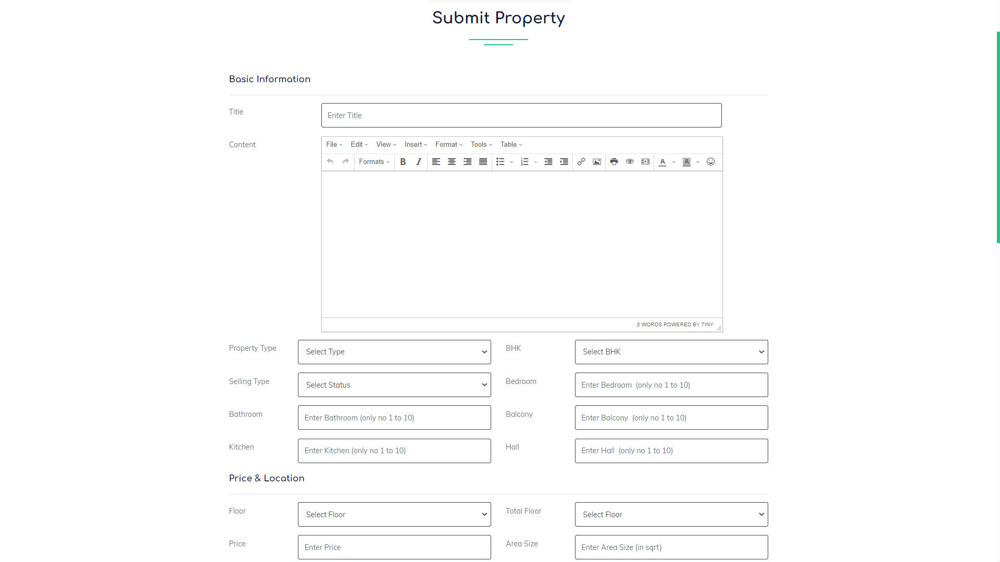 Submit Property
Basic Information
Title
Enter Title
Content
File Edit View Insert Format Tools Table
Formats B I A A
0 WORDS POWERED BY TINY
Property Type Select Type BHK Select BHK
Selling Type Select Status Bedroom Enter Bedroom (only no 1 to 10)
Bathroom Enter Bathroom (only no 1 to 10) Balcony Enter Balcony (only no 1 to 10)
Kitchen Enter Kitchen (only no 1 to 10) Hall Enter Hall (only no 1 to 10)
Price & Location
Floor Select Floor Total Floor Select Floor
Price Enter Price Area Size Enter Area Size (in sqrt)